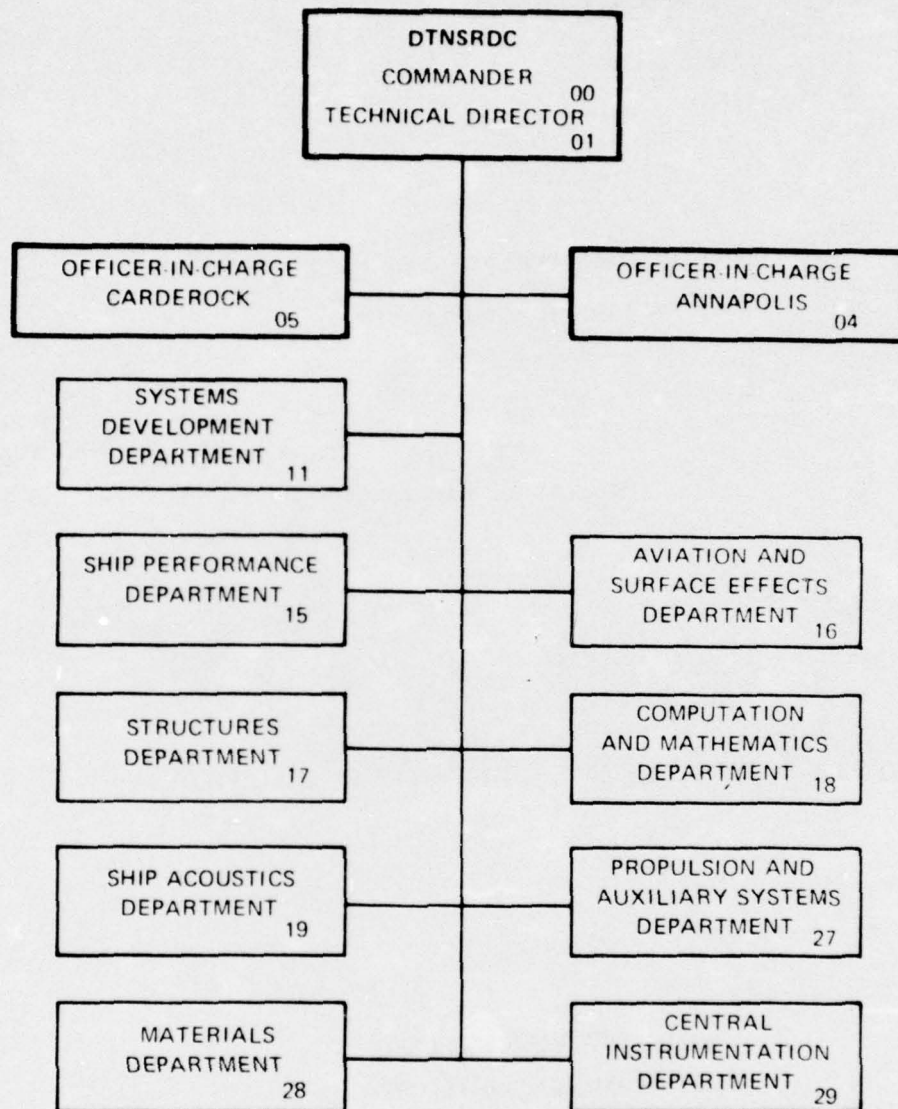 DTNSRDC
COMMANDER
00
TECHNICAL DIRECTOR
01
OFFICER-IN-CHARGE
CARDEROCK
05
OFFICER-IN-CHARGE
ANNAPOLIS
04
SYSTEMS
DEVELOPMENT
DEPARTMENT
11
SHIP PERFORMANCE
DEPARTMENT
15
AVIATION AND
SURFACE EFFECTS
DEPARTMENT
16
STRUCTURES
DEPARTMENT
17
COMPUTATION
AND MATHEMATICS
DEPARTMENT
18
SHIP ACOUSTICS
DEPARTMENT
19
PROPULSION AND
AUXILIARY SYSTEMS
DEPARTMENT
27
MATERIALS
DEPARTMENT
28
CENTRAL
INSTRUMENTATION
DEPARTMENT
29